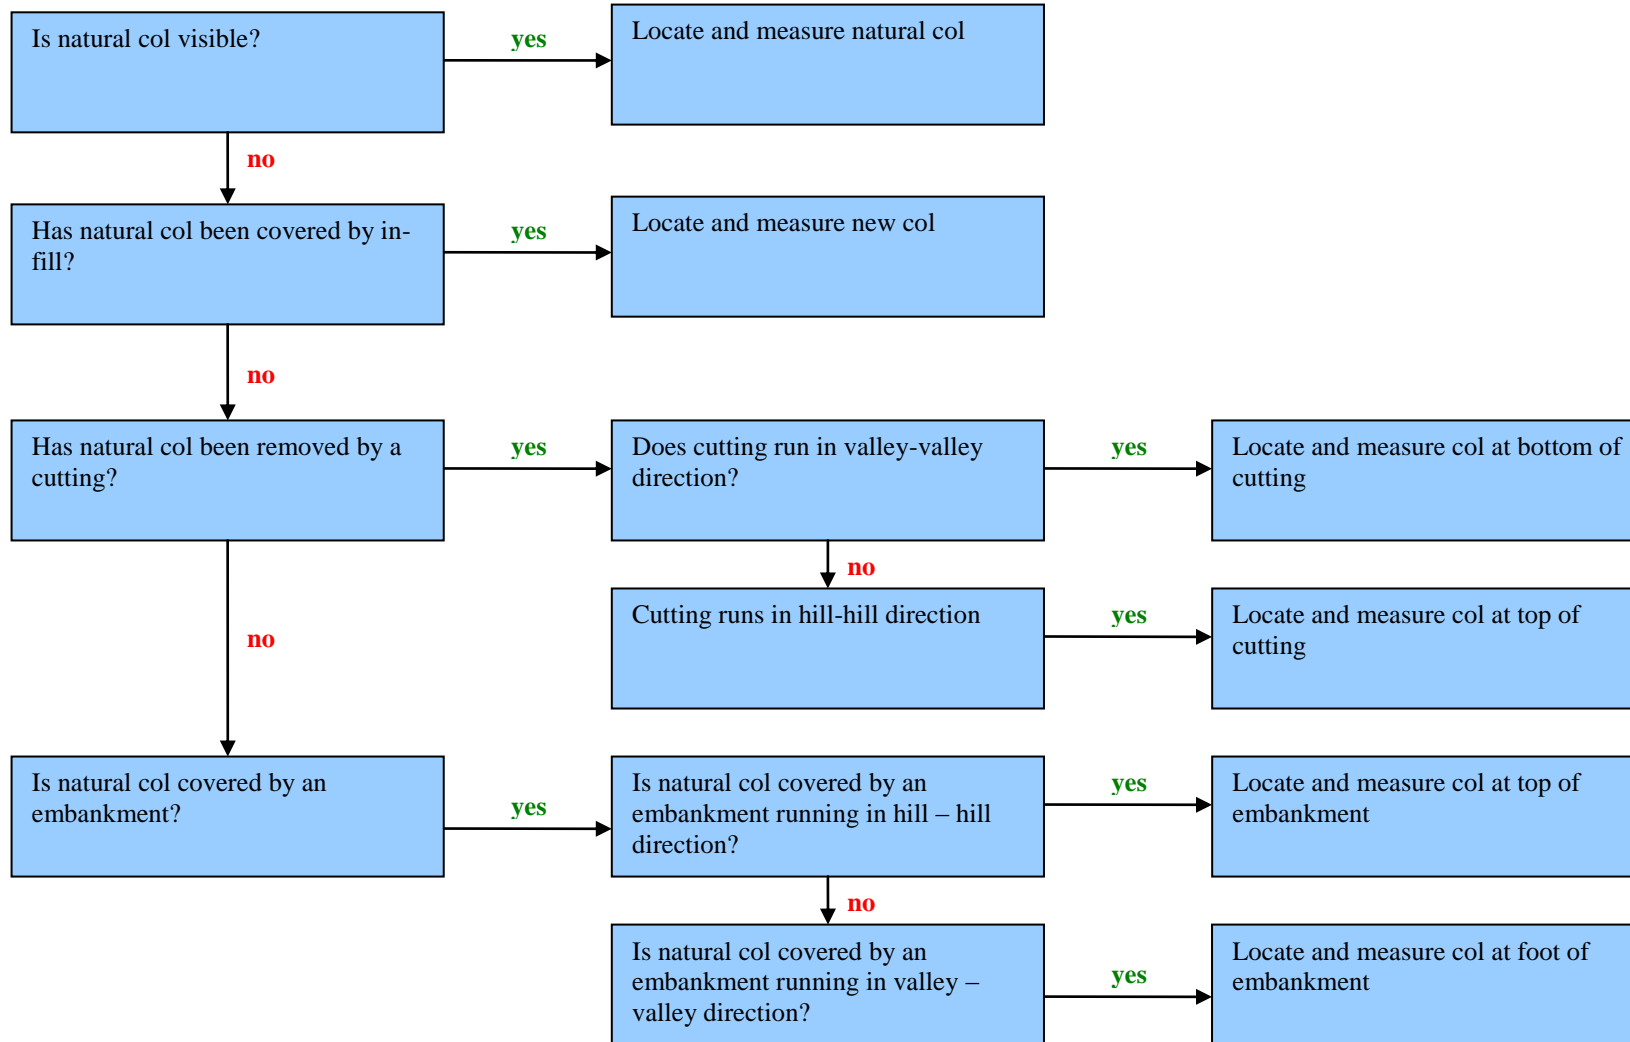 Is natural col visible?
yes
Locate and measure natural col
no
Has natural col been covered by in-
fill?
yes
Locate and measure new col
no
Has natural col been removed by a
cutting?
yes
Does cutting run in valley-valley
direction?
yes
Locate and measure col at bottom of
cutting
no
Cutting runs in hill-hill direction
yes
Locate and measure col at top of
cutting
no
Is natural col covered by an
embankment?
yes
Is natural col covered by an
embankment running in hill – hill
direction?
yes
Locate and measure col at top of
embankment
no
Is natural col covered by an
embankment running in valley –
valley direction?
yes
Locate and measure col at foot of
embankment